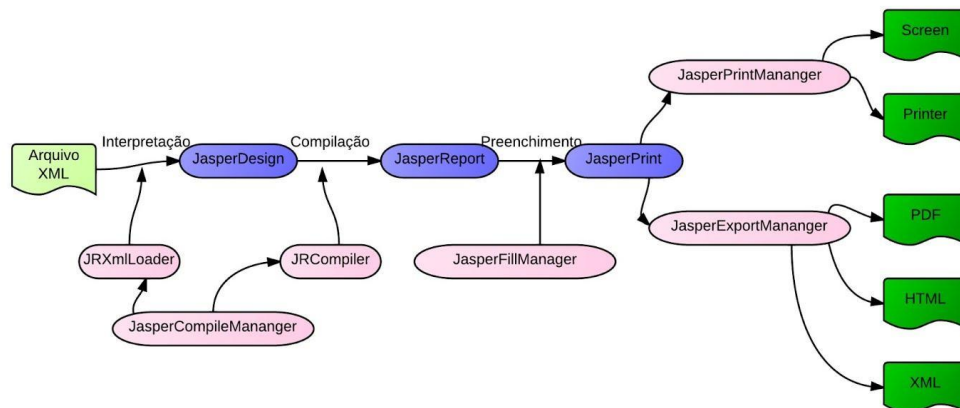 Screen
JasperPrintMananger
Printer
Interpretação
Compilação
Preenchimento
Arquivo
XML
JasperDesign
JasperReport
JasperPrint
PDF
JasperExportMananger
JRXmlLoader
JRCompiler
JasperFillManager
HTML
JasperCompileMananger
XML